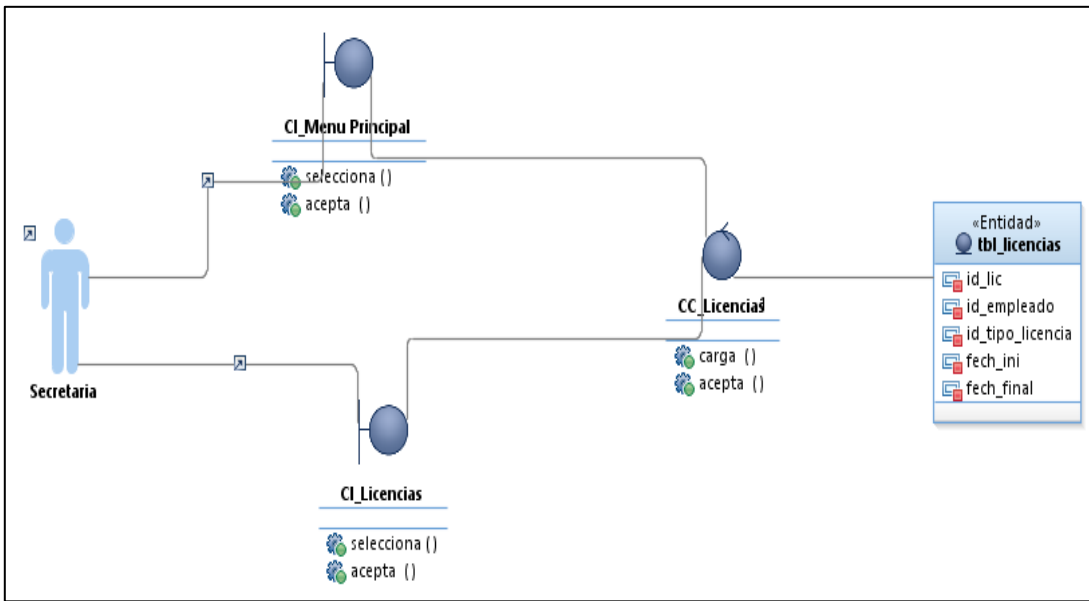 CI_Menu Principal
selecciona ()
acepta ()
Secretaria
CI_Licencias
selecciona ()
acepta ()
CC_Licencias
carga ()
acepta ()
«Entidad»
tbl_licencias
id_lic
id_empleado
id_tipo_licencia
fech_ini
fech_final